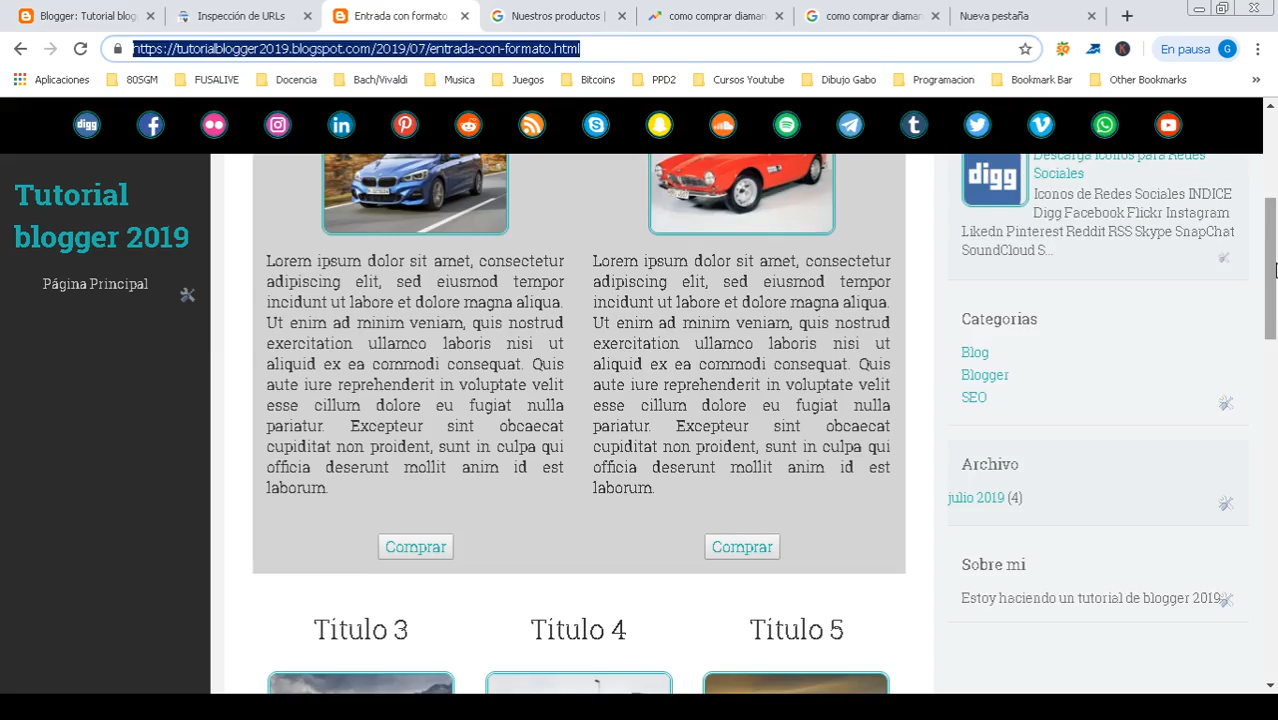 Blogger: Tutorial blog
Inspección de URLs
Entrada con formato
Nuestros productos |
como comprar diaman
como comprar diaman
Nueva pestaña
https://tutorialblogger2019.blogspot.com/2019/07/entrada-con-formato.html
En pausa G
Aplicaciones
80SGM
FUSALIVE
Docencia
Bach/Vivaldi
Musica
Juegos
Bitcoins
PPD2
Cursos Youtube
Dibujo Gabo
Programacion
Bookmark Bar
Other Bookmarks
»
digg
Tutorial
blogger 2019
Página Principal
Lorem ipsum dolor sit amet, consectetur
adipiscing elit, sed eiusmod tempor
incidunt ut labore et dolore magna aliqua.
Ut enim ad minim veniam, quis nostrud
exercitation ullamco laboris nisi ut
aliquid ex ea commodi consequat. Quis
aute iure reprehenderit in voluptate velit
esse cillum dolore eu fugiat nulla
pariatur. Excepteur sint obcaecat
cupiditat non proident, sunt in culpa qui
officia deserunt mollit anim id est
laborum.
Comprar
Lorem ipsum dolor sit amet, consectetur
adipiscing elit, sed eiusmod tempor
incidunt ut labore et dolore magna aliqua.
Ut enim ad minim veniam, quis nostrud
exercitation ullamco laboris nisi ut
aliquid ex ea commodi consequat. Quis
aute iure reprehenderit in voluptate velit
esse cillum dolore eu fugiat nulla
pariatur. Excepteur sint obcaecat
cupiditat non proident, sunt in culpa qui
officia deserunt mollit anim id est
laborum.
Comprar
Titulo 3
Titulo 4
Titulo 5
digg
Descarga Iconos para Redes
Sociales
Iconos de Redes Sociales INDICE
Digg Facebook Flickr Instagram
Likedn Pinterest Reddit RSS Skype SnapChat
SoundCloud S...
Categorias
Blog
Blogger
SEO
Archivo
julio 2019 (4)
Sobre mi
Estoy haciendo un tutorial de blogger 2019